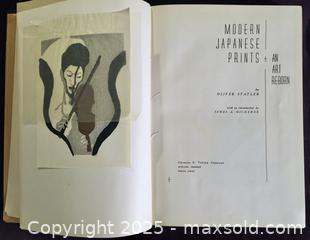 MODERN
JAPANESE
PRINTS
AN
ART
REBORN
by
OLIVER STATLER
with an introduction by
JAMES A. MICHENER
CHARLES E. TUTTLE COMPANY
Copyright 2025 - maxsold.com